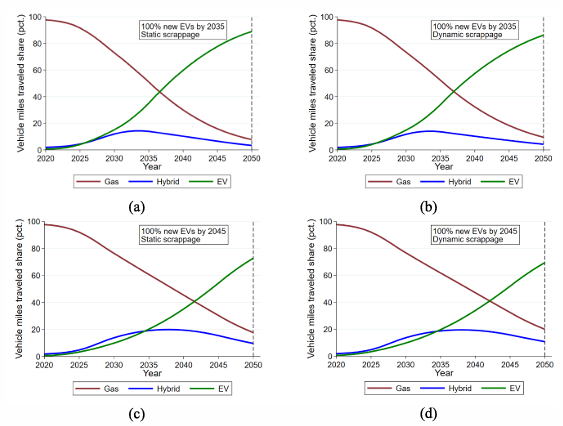 100
80
60
40
20
0
Vehicle miles traveled share (pct.)
100% new EVs by 2035
Static scrappage
2020 2025 2030 2035 2040 2045 2050
Year
Gas Hybrid EV
(a)
100
80
60
40
20
0
Vehicle miles traveled share (pct.)
100% new EVs by 2035
Dynamic scrappage
2020 2025 2030 2035 2040 2045 2050
Year
Gas Hybrid EV
(b)
100
80
60
40
20
0
Vehicle miles traveled share (pct.)
100% new EVs by 2045
Static scrappage
2020 2025 2030 2035 2040 2045 2050
Year
Gas Hybrid EV
(c)
100
80
60
40
20
0
Vehicle miles traveled share (pct.)
100% new EVs by 2045
Dynamic scrappage
2020 2025 2030 2035 2040 2045 2050
Year
Gas Hybrid EV
(d)